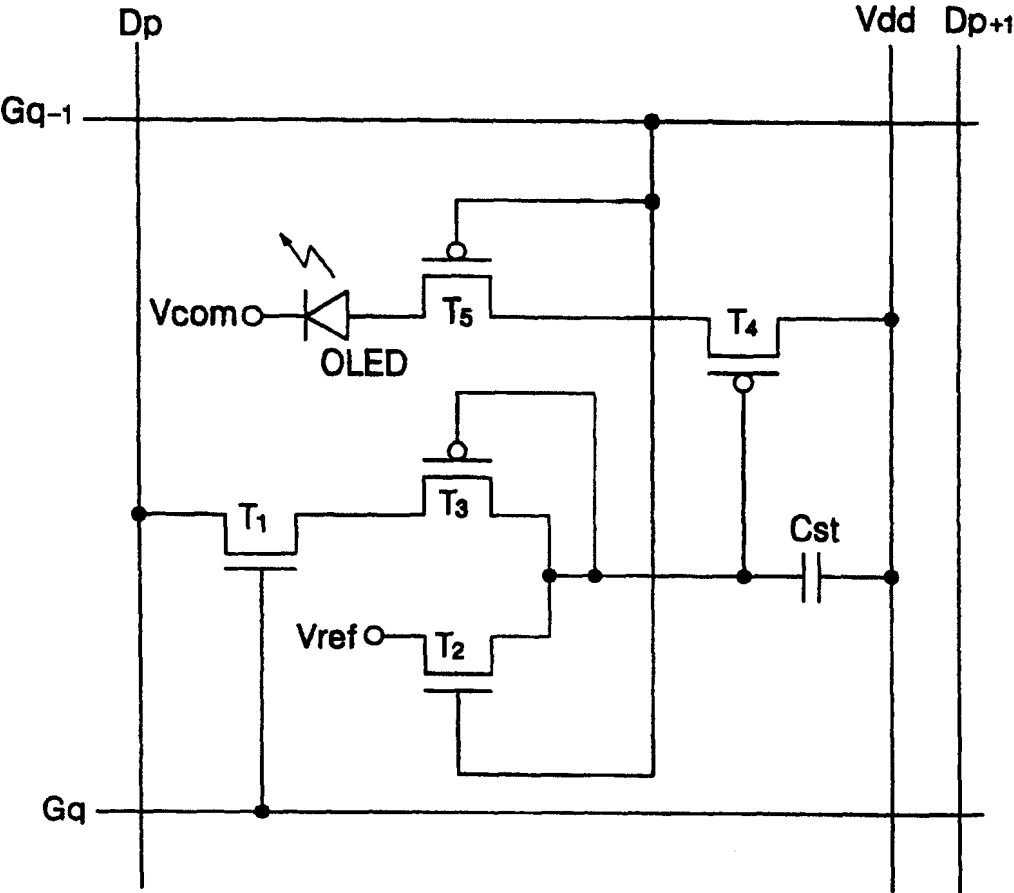 Dp
Vdd
Dp+1
Gq-1
T5
T4
Vcom
OLED
T3
T1
Cst
Vref
T2
Gq